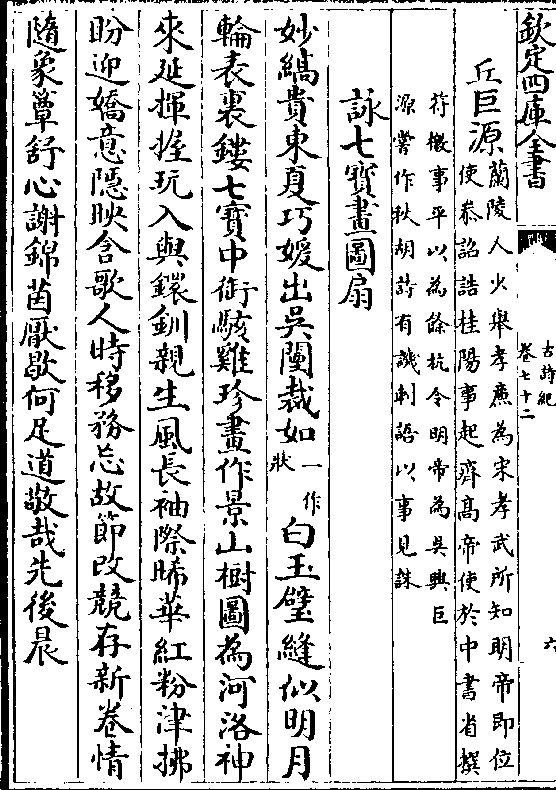 欽定四庫全書
古詩紀
卷七十二
六
丘巨源
蘭陵人少舉孝廉為宋孝武所知明帝即位
使叅詔誥桂陽事起齊髙帝使於中書省撰
符檄事平以為餘杭令明帝為吳興巨
源甞作秋胡詩有譏刺語以事見誅
詠七寳畫圖扇
妙縞貴東夏巧媛出吳闉裁如
一作
狀
白玉璧縫似明月
輪表裏鏤七寳中銜駭雞珍畫作景山樹圖為河洛神
來延揮握玩入與鐶釧親生風長袖際晞華紅粉津拂
盼迎嬌意隱映含歌人時移務忘故節改競存新卷情
隨象簟舒心謝錦茵厭歇何足道敬哉先後晨